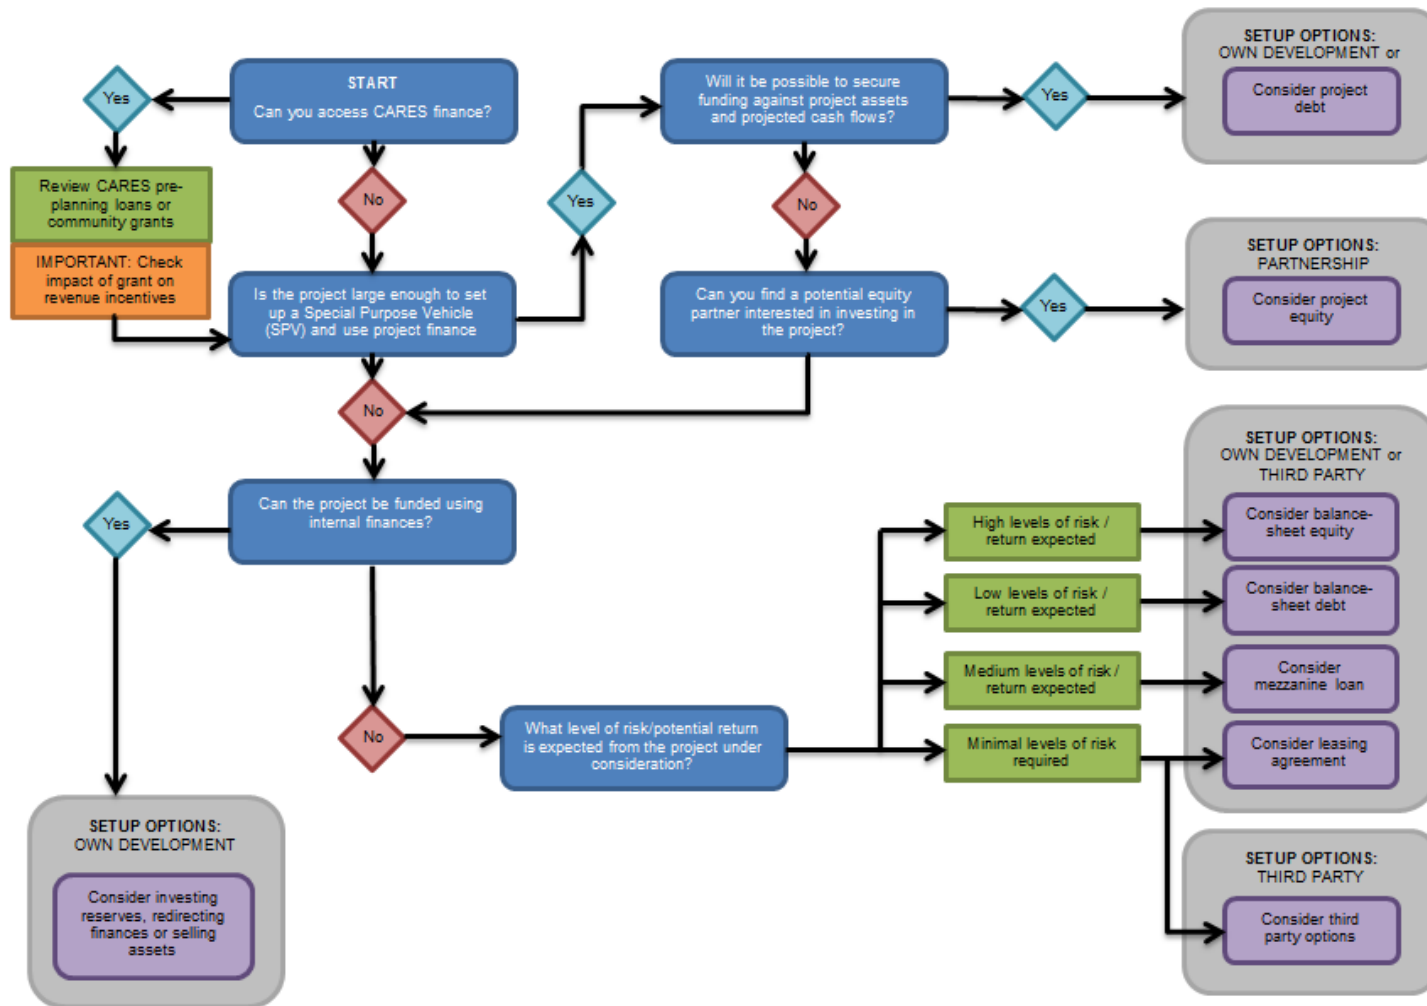 START
Can you access CARES finance?
Yes
No
Review CARES pre-
planning loans or
community grants
IMPORTANT: Check
impact of grant on
revenue incentives
Is the project large enough to set
up a Special Purpose Vehicle
(SPV) and use project finance
Yes
No
Will it be possible to secure
funding against project assets
and projected cash flows?
Yes
No
SETUP OPTIONS:
OWN DEVELOPMENT or
Consider project
debt
Can you find a potential equity
partner interested in investing in
the project?
Yes
SETUP OPTIONS:
PARTNERSHIP
Consider project
equity
Can the project be funded using
internal finances?
Yes
No
SETUP OPTIONS:
OWN DEVELOPMENT
Consider investing
reserves, redirecting
finances or selling
assets
What level of risk/potential return
is expected from the project under
consideration?
High levels of risk /
return expected
Low levels of risk /
return expected
Medium levels of risk /
return expected
Minimal levels of risk
required
SETUP OPTIONS:
OWN DEVELOPMENT or
THIRD PARTY
Consider balance-
sheet equity
Consider balance-
sheet debt
Consider
mezzanine loan
Consider leasing
agreement
SETUP OPTIONS:
THIRD PARTY
Consider third
party options